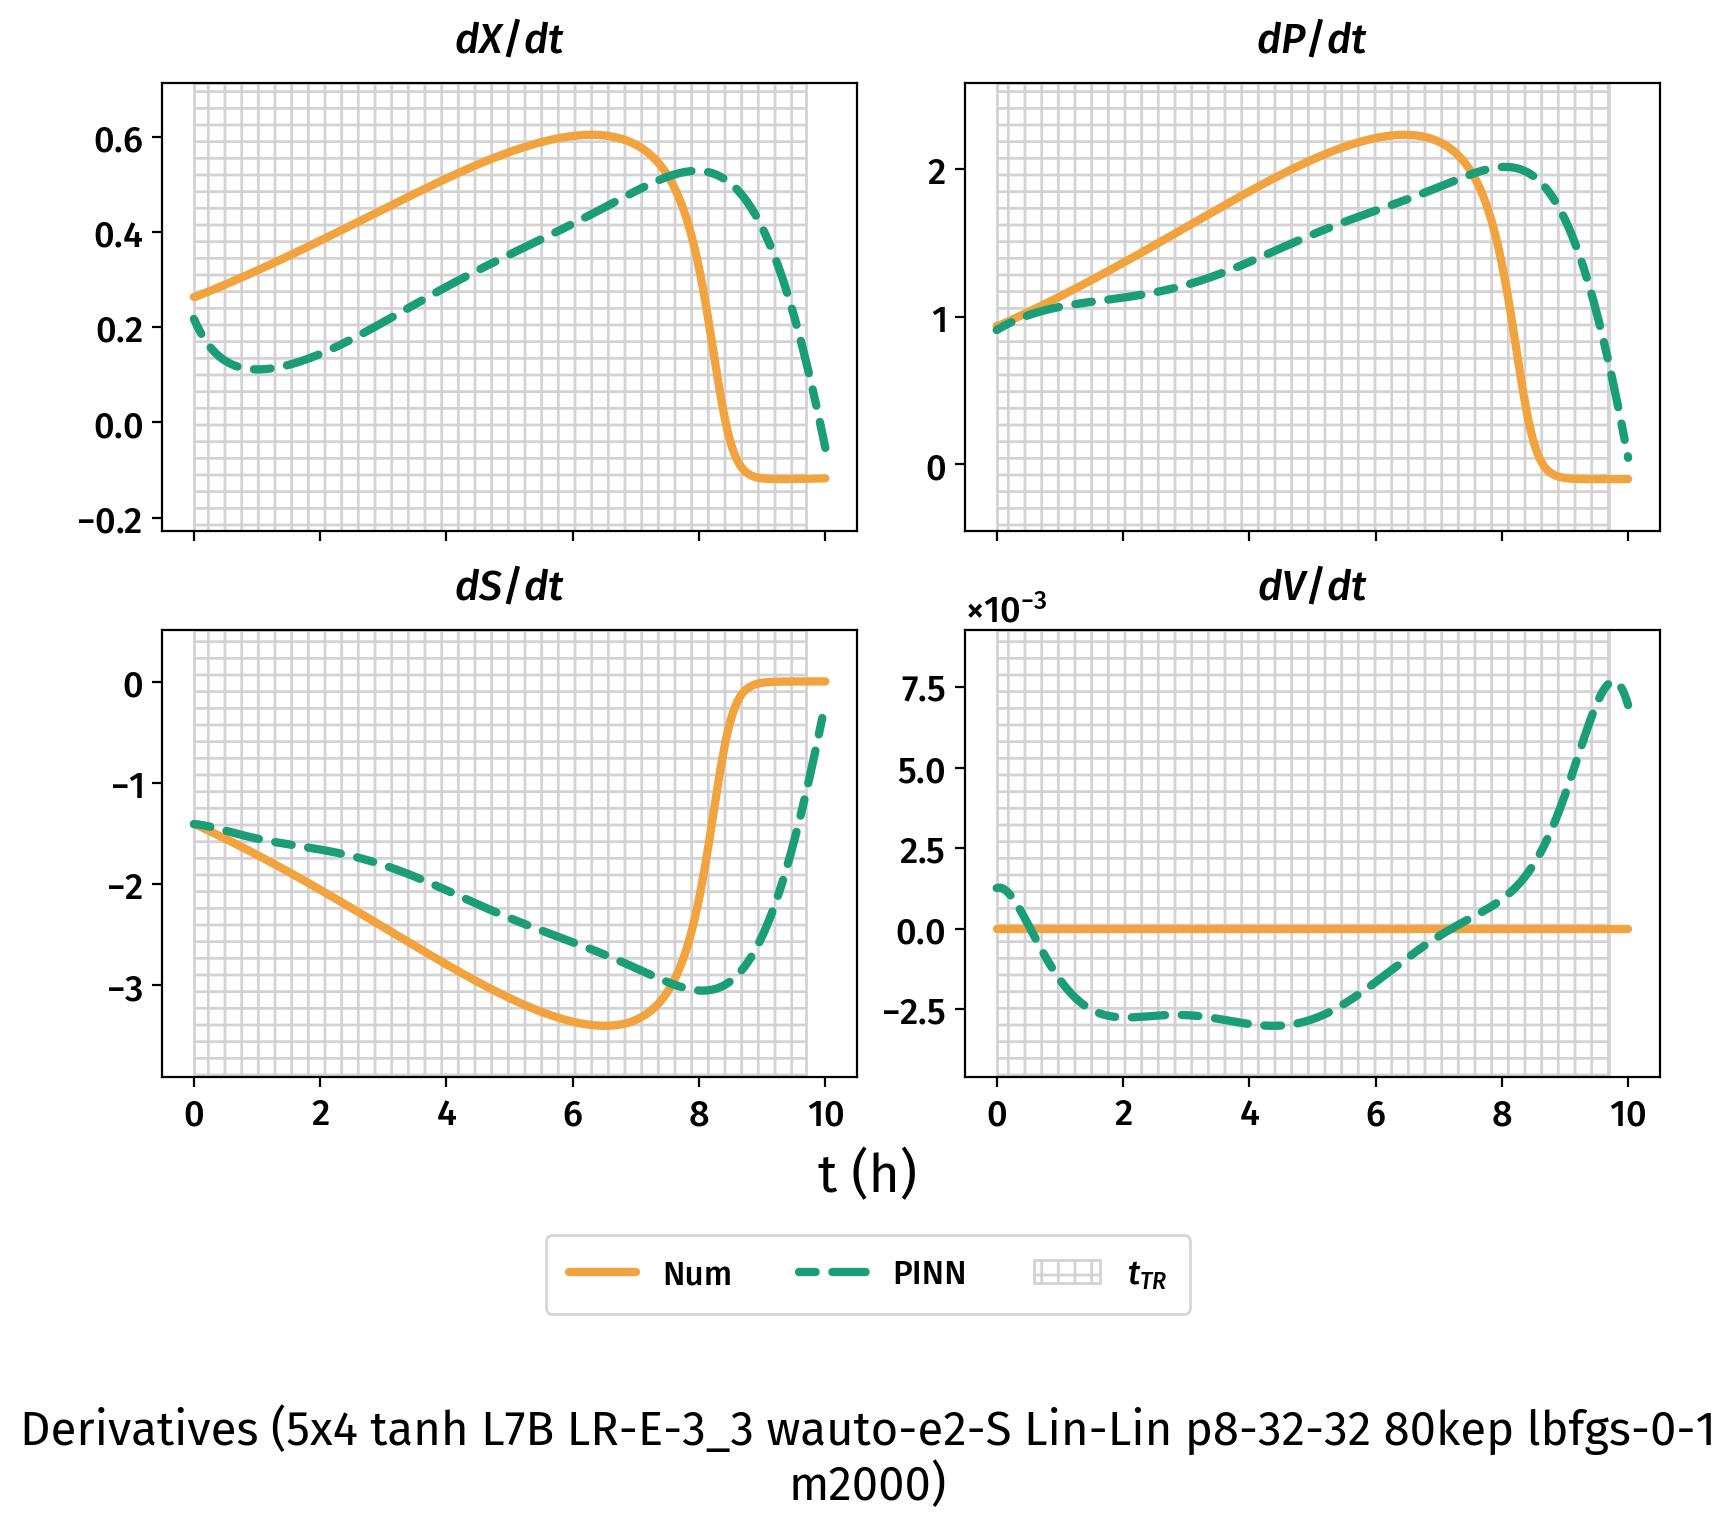 dX/dt
dP/dt
0.6
0.4
0.2
0.0
−0.2
2
1
0
dS/dt
dV/dt
×10⁻³
0
−1
−2
−3
7.5
5.0
2.5
0.0
−2.5
0 2 4 6 8 10
0 2 4 6 8 10
t (h)
Num PINN t_TR
Derivatives (5x4 tanh L7B LR-E-3_3 wauto-e2-S Lin-Lin p8-32-32 80kep lbfgs-0-1
m2000)